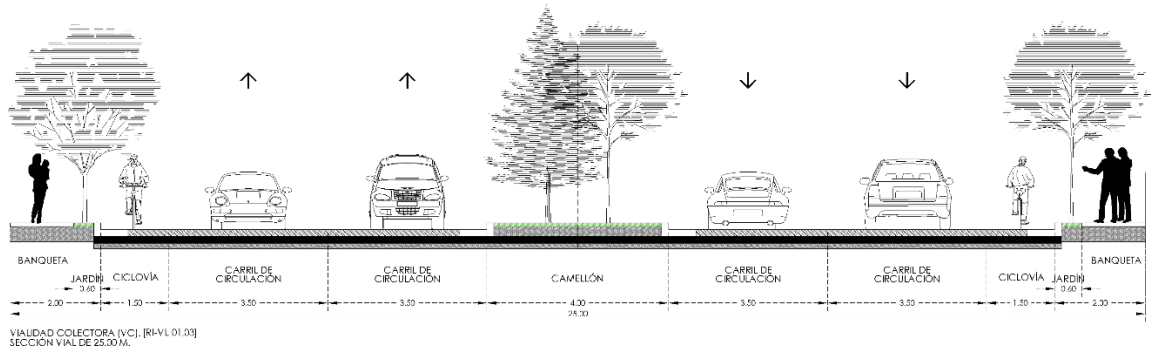 BANQUETA
JARDÍN
0.60
CICLOVÍA
CARRIL DE
CIRCULACIÓN
CARRIL DE
CIRCULACIÓN
CAMELLÓN
CARRIL DE
CIRCULACIÓN
CARRIL DE
CIRCULACIÓN
CICLOVÍA
JARDÍN
0.60
BANQUETA
2.00
1.50
3.50
3.50
4.00
3.50
3.50
1.50
2.00
25.00
VIALIDAD COLECTORA (VC). [RI-VL 01.03]
SECCIÓN VIAL DE 25.00 M.